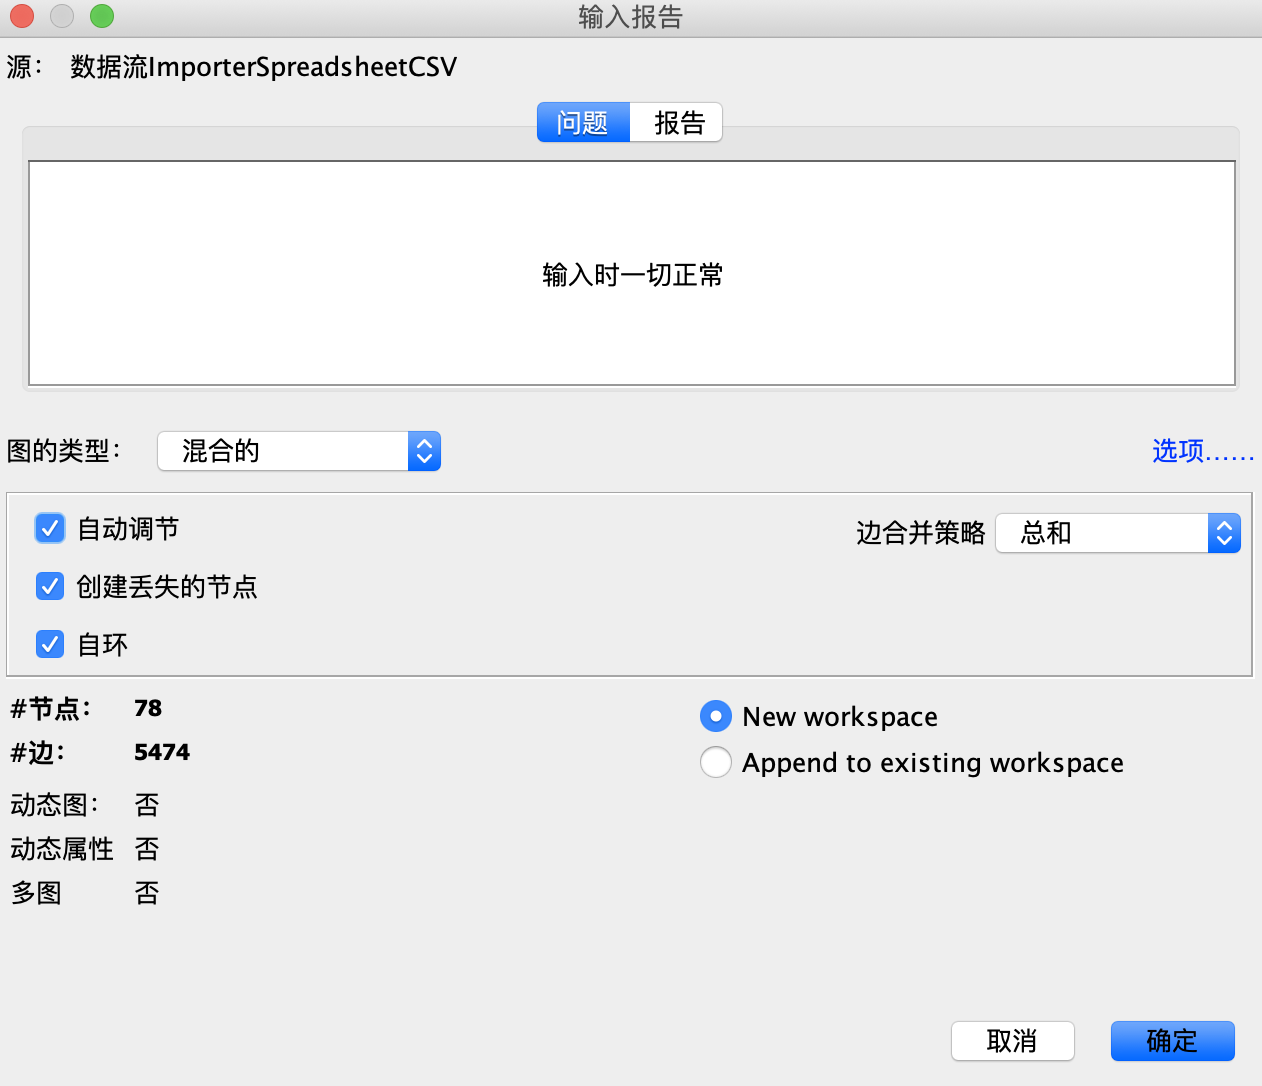 输入报告
源： 数据流ImporterSpreadsheetCSV
问题 报告
输入时一切正常
图的类型： 混合的 选项……
自动调节 边合并策略 总和
创建丢失的节点
自环
#节点： 78
#边： 5474
New workspace
Append to existing workspace
动态图： 否
动态属性 否
多图 否
取消 确定